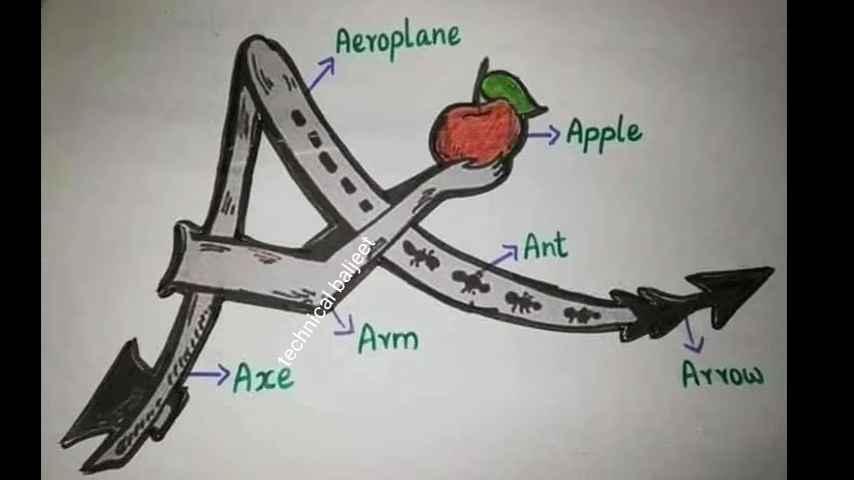 Aeroplane
Apple
Ant
technical baljeet
Arm
Axe
Arrow